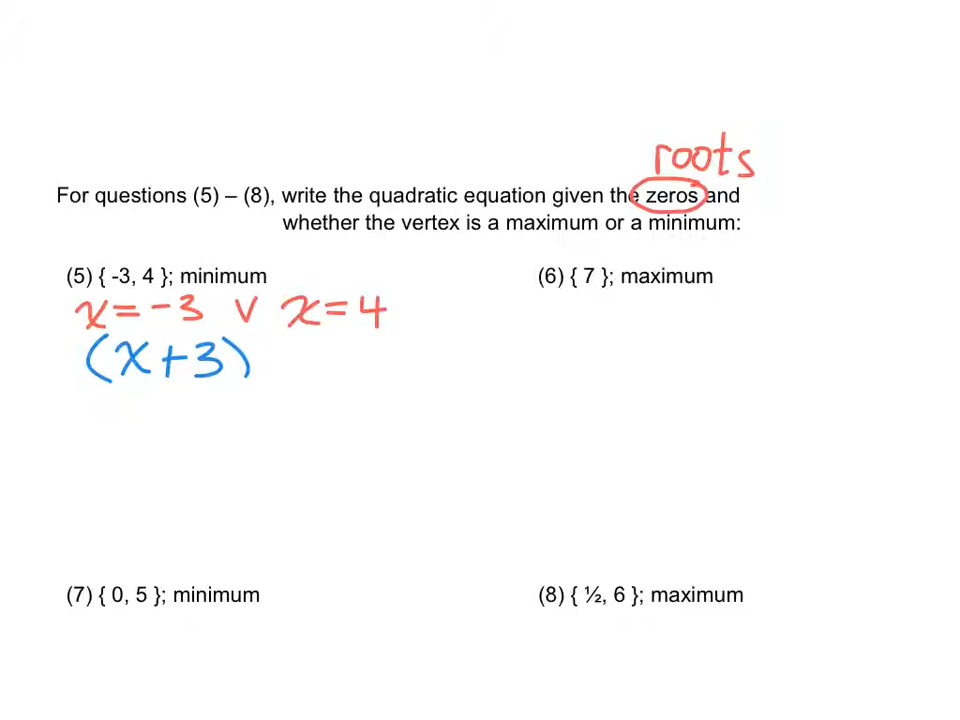 roots
For questions (5) – (8), write the quadratic equation given the zeros and
whether the vertex is a maximum or a minimum:
(5) { -3, 4 }; minimum
(6) { 7 }; maximum
x = -3 ∨ x = 4
(x + 3)
(7) { 0, 5 }; minimum
(8) { ½, 6 }; maximum